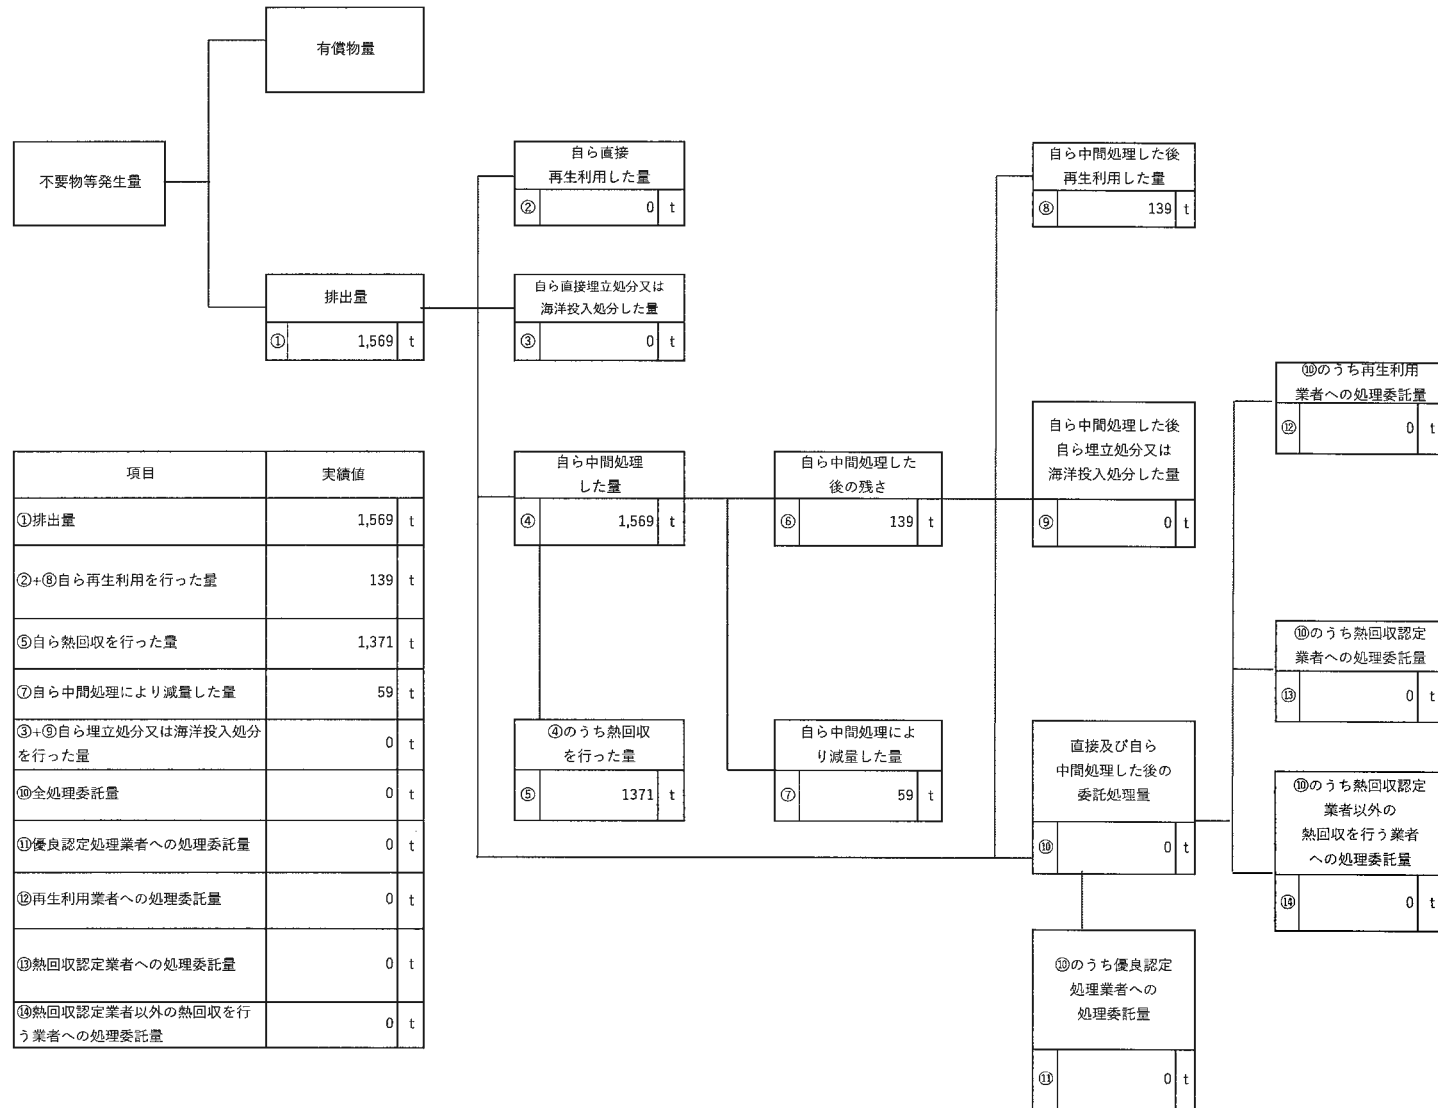 有償物量
不要物等発生量
排出量
① 1,569 t
自ら直接
再生利用した量
② 0 t
自ら直接埋立処分又は
海洋投入処分した量
③ 0 t
自ら中間処理
した量
④ 1,569 t
④のうち熱回収
を行った量
⑤ 1371 t
自ら中間処理した
後の残さ
⑥ 139 t
自ら中間処理によ
り減量した量
⑦ 59 t
自ら中間処理した後
再生利用した量
⑧ 139 t
自ら中間処理した後
自ら埋立処分又は
海洋投入処分した量
⑨ 0 t
直接及び自ら
中間処理した後の
委託処理量
⑩ 0 t
⑩のうち優良認定
処理業者への
処理委託量
⑪ 0 t
⑩のうち再生利用
業者への処理委託量
⑫ 0 t
⑩のうち熱回収認定
業者への処理委託量
⑬ 0 t
⑩のうち熱回収認定
業者以外の
熱回収を行う業者
への処理委託量
⑭ 0 t
項目 実績値
①排出量 1,569 t
②+⑧自ら再生利用を行った量 139 t
⑤自ら熱回収を行った量 1,371 t
⑦自ら中間処理により減量した量 59 t
③+⑨自ら埋立処分又は海洋投入処分
を行った量 0 t
⑩全処理委託量 0 t
⑪優良認定処理業者への処理委託量 0 t
⑫再生利用業者への処理委託量 0 t
⑬熱回収認定業者への処理委託量 0 t
⑭熱回収認定業者以外の熱回収を行
う業者への処理委託量 0 t